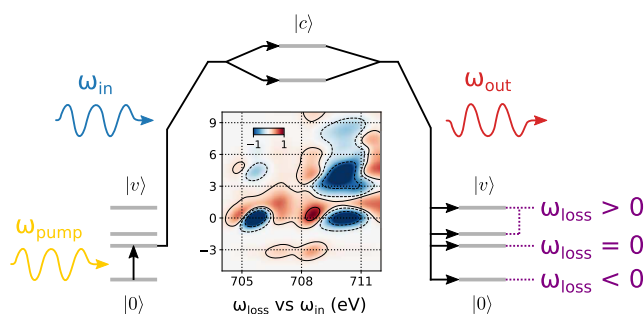 |c⟩
ω_in
ω_out
−1 1
9
6
3
0
−3
705 708 711
ω_loss vs ω_in (eV)
|v⟩
ω_pump
|0⟩
|v⟩
ω_loss > 0
ω_loss = 0
ω_loss < 0
|0⟩